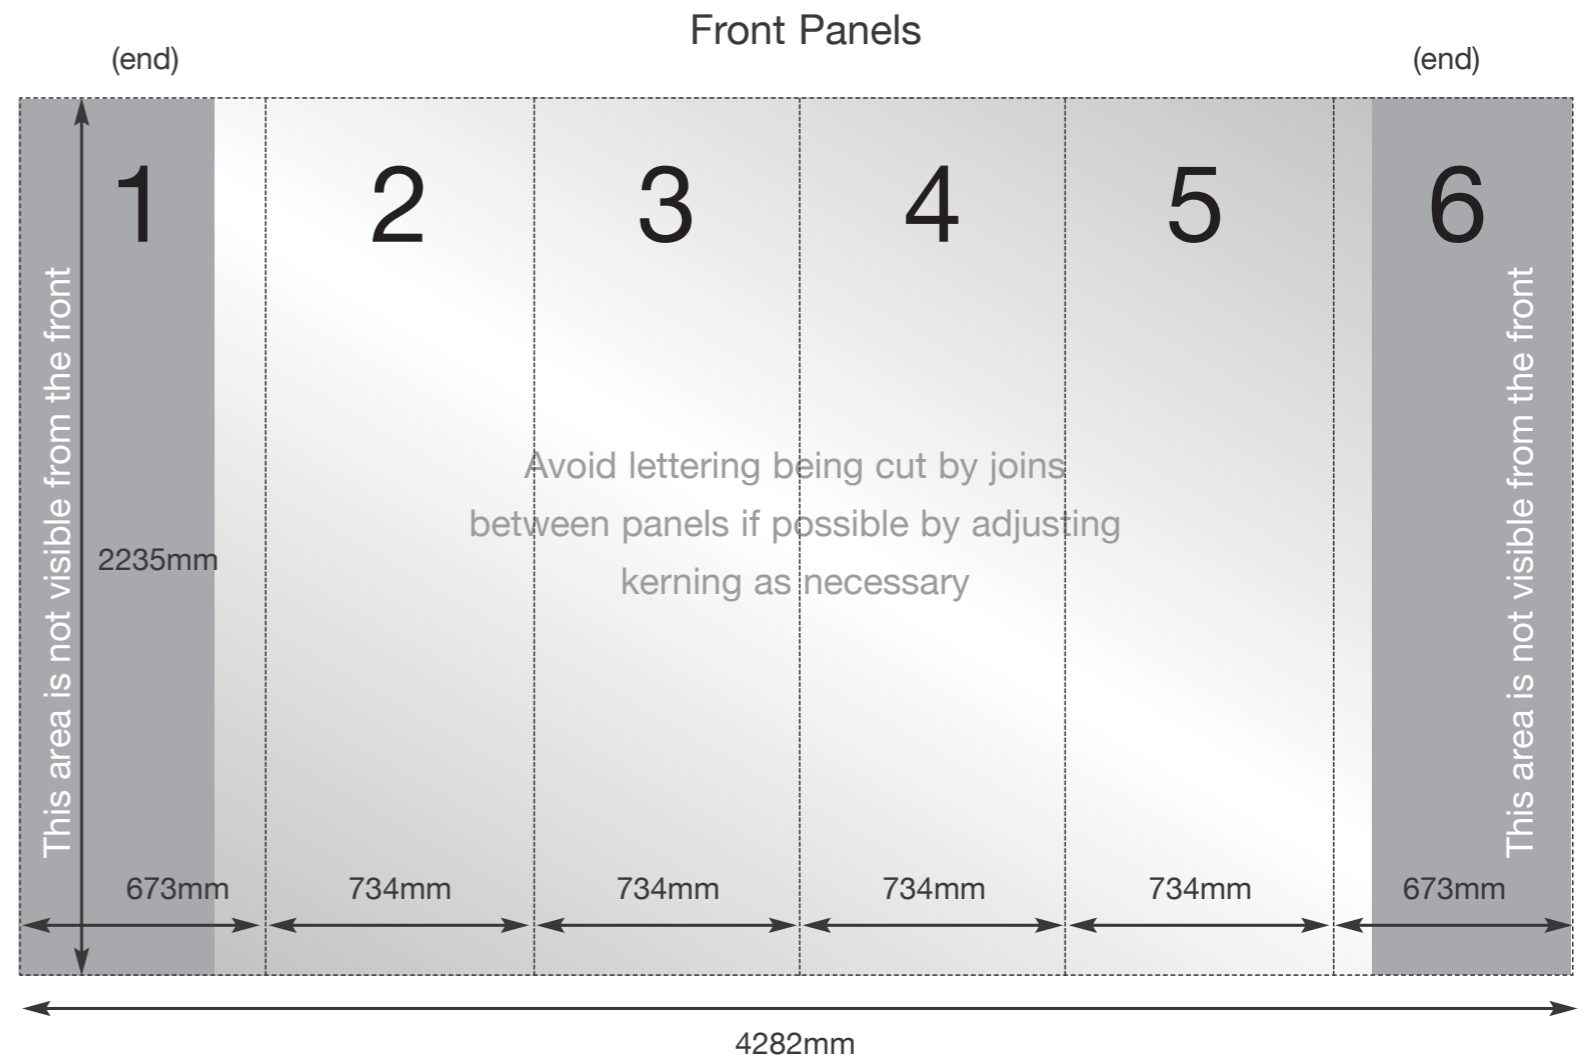 Front Panels
(end)
(end)
1
2
3
4
5
6
This area is not visible from the front
2235mm
Avoid lettering being cut by joins
between panels if possible by adjusting
kerning as necessary
This area is not visible from the front
673mm
734mm
734mm
734mm
734mm
673mm
4282mm